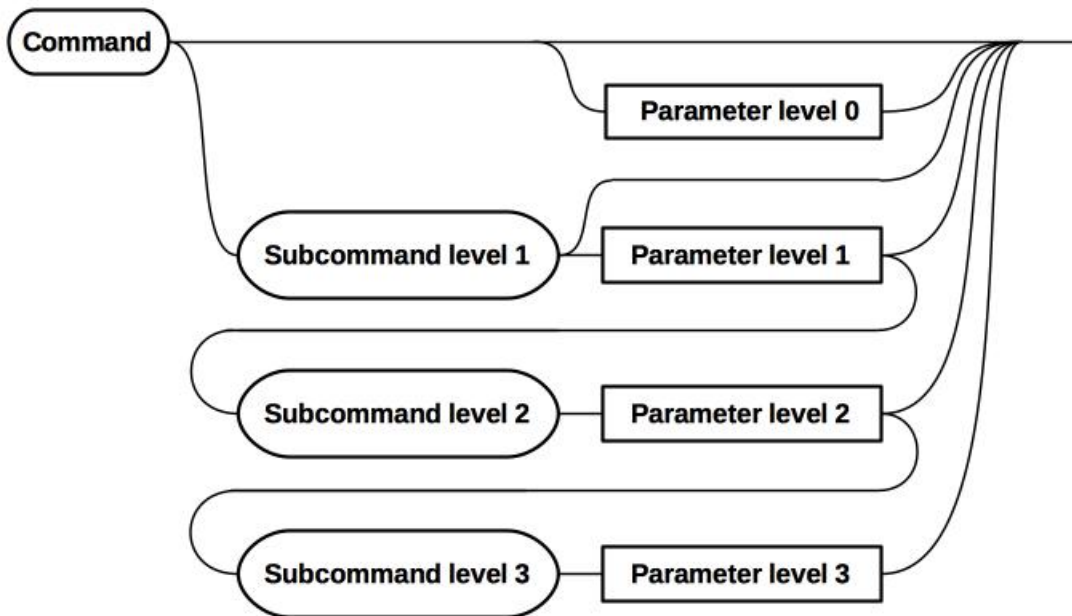 Command
Parameter level 0
Subcommand level 1
Parameter level 1
Subcommand level 2
Parameter level 2
Subcommand level 3
Parameter level 3